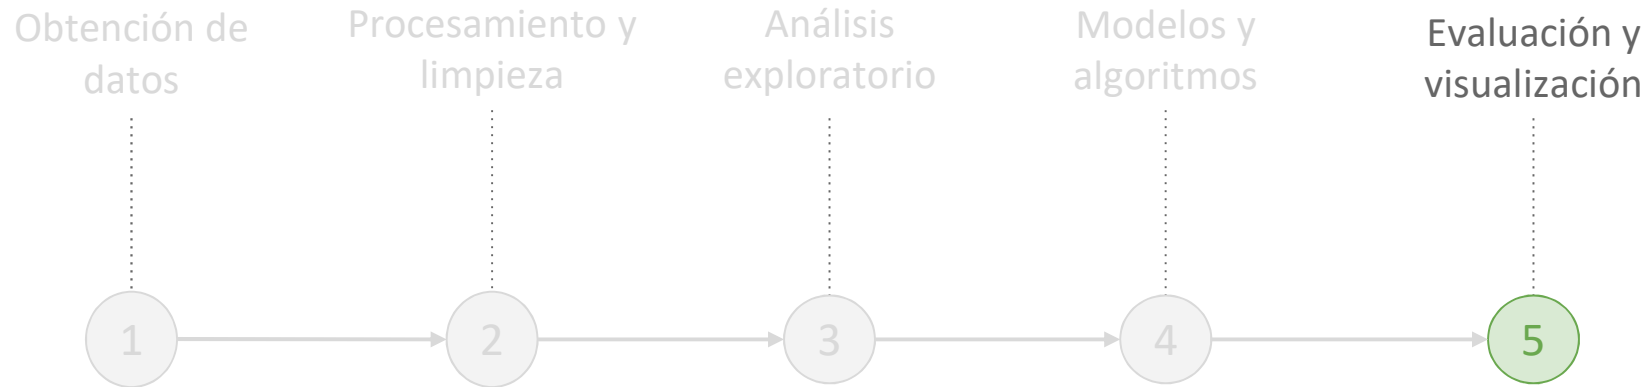 Obtención de
datos
Procesamiento y
limpieza
Análisis
exploratorio
Modelos y
algoritmos
Evaluación y
visualización
1
2
3
4
5